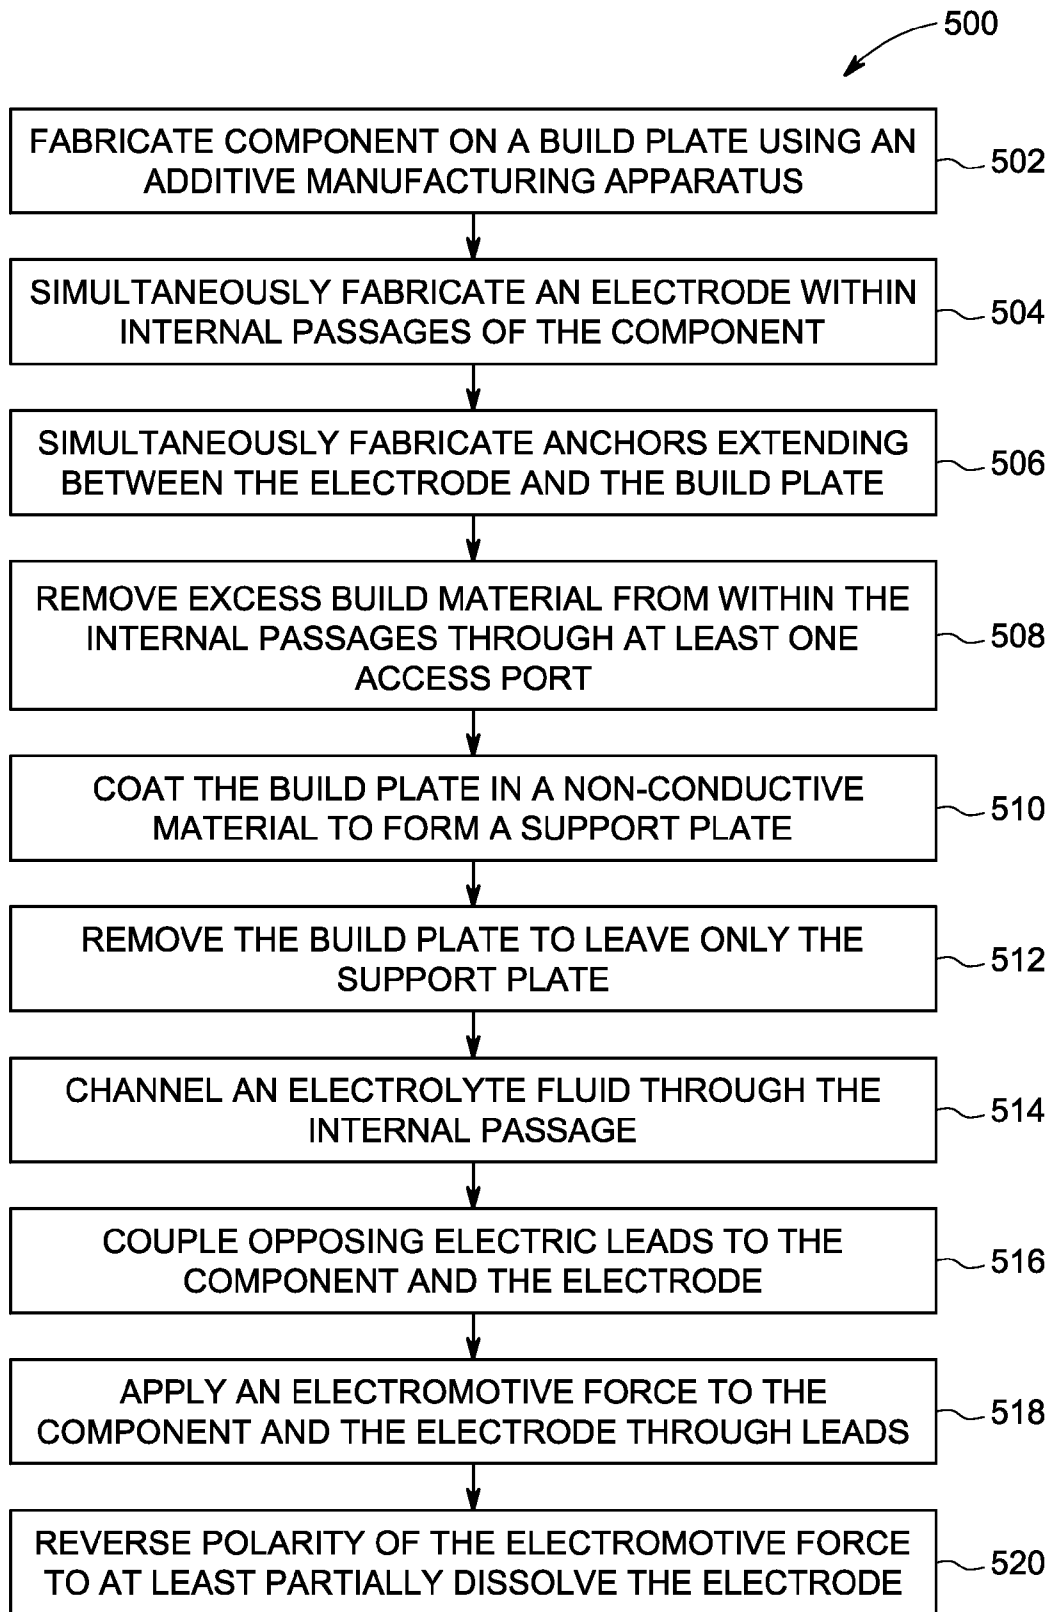 500
FABRICATE COMPONENT ON A BUILD PLATE USING AN
ADDITIVE MANUFACTURING APPARATUS
502
SIMULTANEOUSLY FABRICATE AN ELECTRODE WITHIN
INTERNAL PASSAGES OF THE COMPONENT
504
SIMULTANEOUSLY FABRICATE ANCHORS EXTENDING
BETWEEN THE ELECTRODE AND THE BUILD PLATE
506
REMOVE EXCESS BUILD MATERIAL FROM WITHIN THE
INTERNAL PASSAGES THROUGH AT LEAST ONE
ACCESS PORT
508
COAT THE BUILD PLATE IN A NON-CONDUCTIVE
MATERIAL TO FORM A SUPPORT PLATE
510
REMOVE THE BUILD PLATE TO LEAVE ONLY THE
SUPPORT PLATE
512
CHANNEL AN ELECTROLYTE FLUID THROUGH THE
INTERNAL PASSAGE
514
COUPLE OPPOSING ELECTRIC LEADS TO THE
COMPONENT AND THE ELECTRODE
516
APPLY AN ELECTROMOTIVE FORCE TO THE
COMPONENT AND THE ELECTRODE THROUGH LEADS
518
REVERSE POLARITY OF THE ELECTROMOTIVE FORCE
TO AT LEAST PARTIALLY DISSOLVE THE ELECTRODE
520